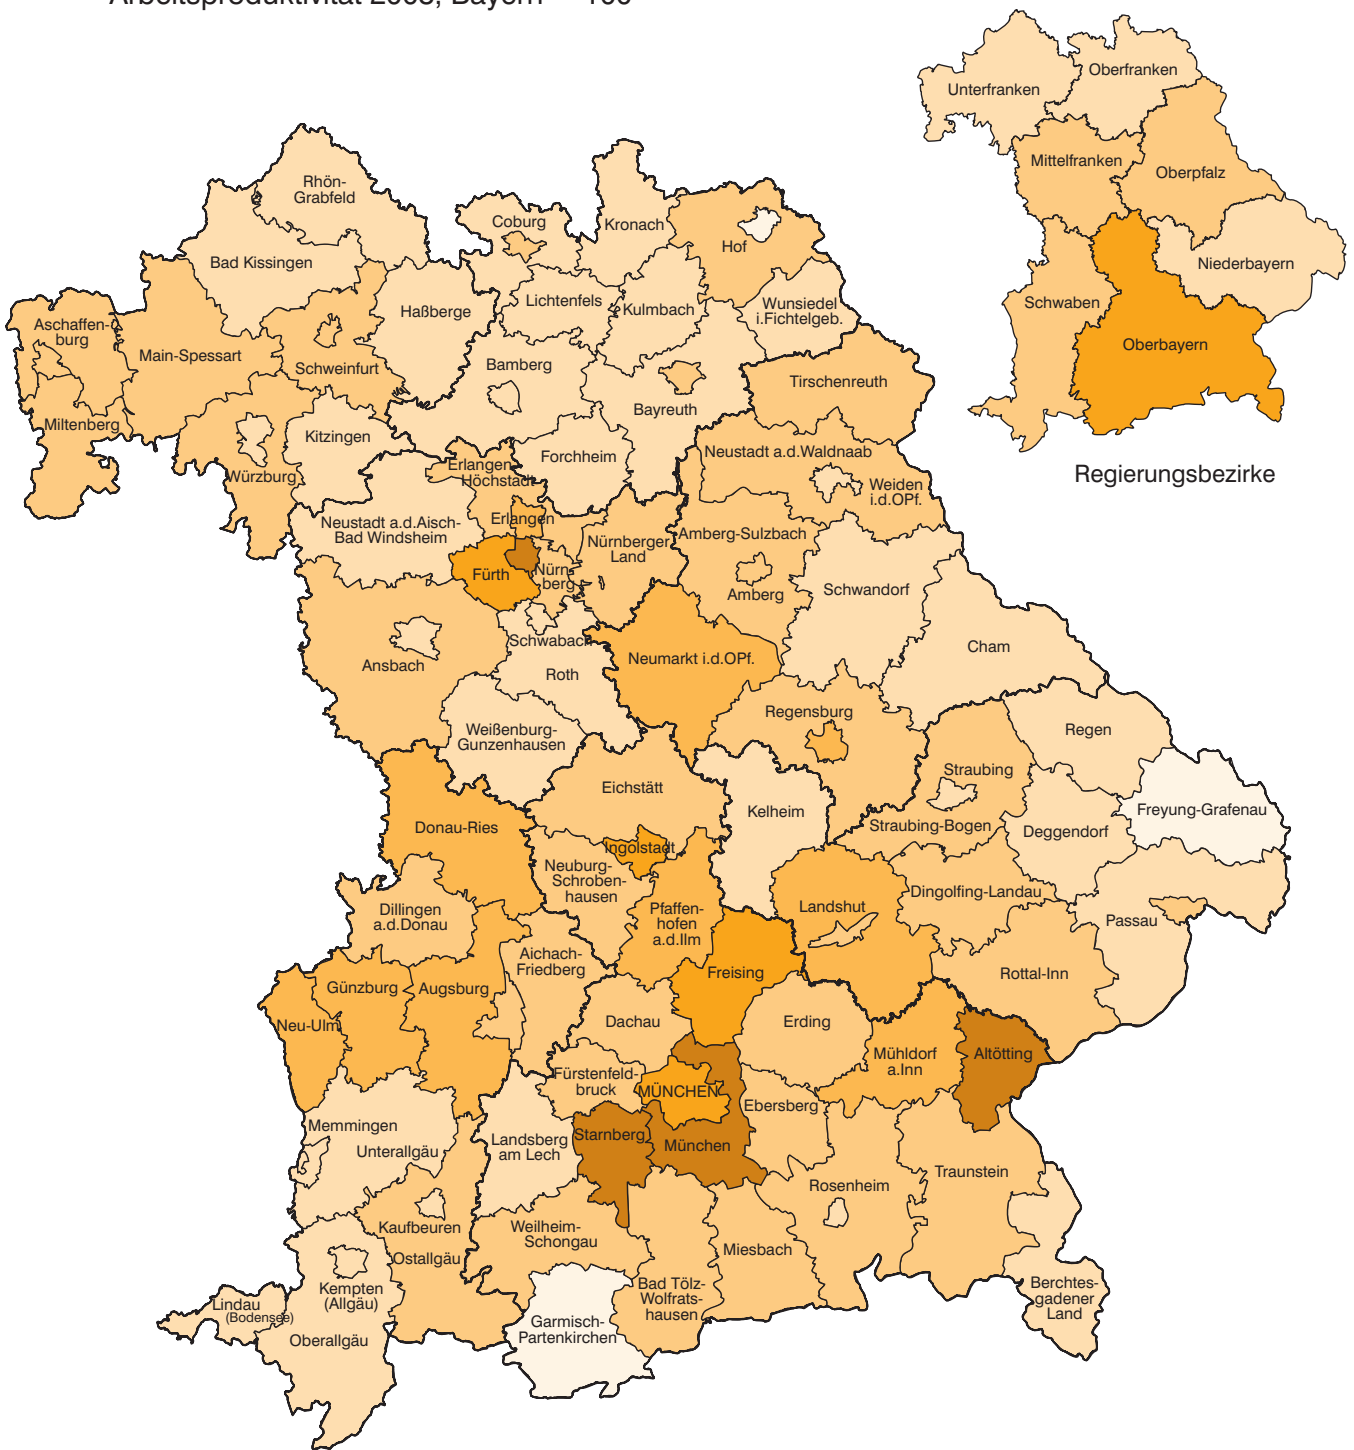 Unterfranken
Oberfranken
Mittelfranken
Oberpfalz
Niederbayern
Schwaben
Oberbayern
Regierungsbezirke
Rhön-
Grabfeld
Coburg
Kronach
Hof
Bad Kissingen
Haßberge
Lichtenfels
Kulmbach
Wunsiedel
i.Fichtelgeb.
Aschaffen-
burg
Main-Spessart
Schweinfurt
Bamberg
Bayreuth
Tirschenreuth
Miltenberg
Kitzingen
Würzburg
Forchheim
Erlangen-
Höchstadt
Neustadt a.d.Waldnaab
Weiden
i.d.OPf.
Neustadt a.d.Aisch-
Bad Windsheim
Erlangen
Nürnberger
Land
Amberg-Sulzbach
Amberg
Schwandorf
Fürth
Nürn-
berg
Schwabach
Roth
Ansbach
Neumarkt i.d.OPf.
Cham
Regensburg
Regen
Weißenburg-
Gunzenhausen
Eichstätt
Kelheim
Straubing
Straubing-Bogen
Deggendorf
Freyung-Grafenau
Donau-Ries
Ingolstadt
Neuburg-
Schroben-
hausen
Dillingen
a.d.Donau
Pfaffen-
hofen
a.d.Ilm
Landshut
Dingolfing-Landau
Passau
Aichach-
Friedberg
Freising
Rottal-Inn
Günzburg
Augsburg
Neu-Ulm
Dachau
Erding
Mühldorf
a.Inn
Altötting
Fürstenfeld-
bruck
MÜNCHEN
Ebersberg
Memmingen
Unterallgäu
Landsberg
am Lech
Starnberg
München
Rosenheim
Traunstein
Kaufbeuren
Ostallgäu
Weilheim-
Schongau
Miesbach
Kempten
(Allgäu)
Lindau
(Bodensee)
Oberallgäu
Garmisch-
Partenkirchen
Bad Tölz-
Wolfrats-
hausen
Berchtes-
gadener
Land